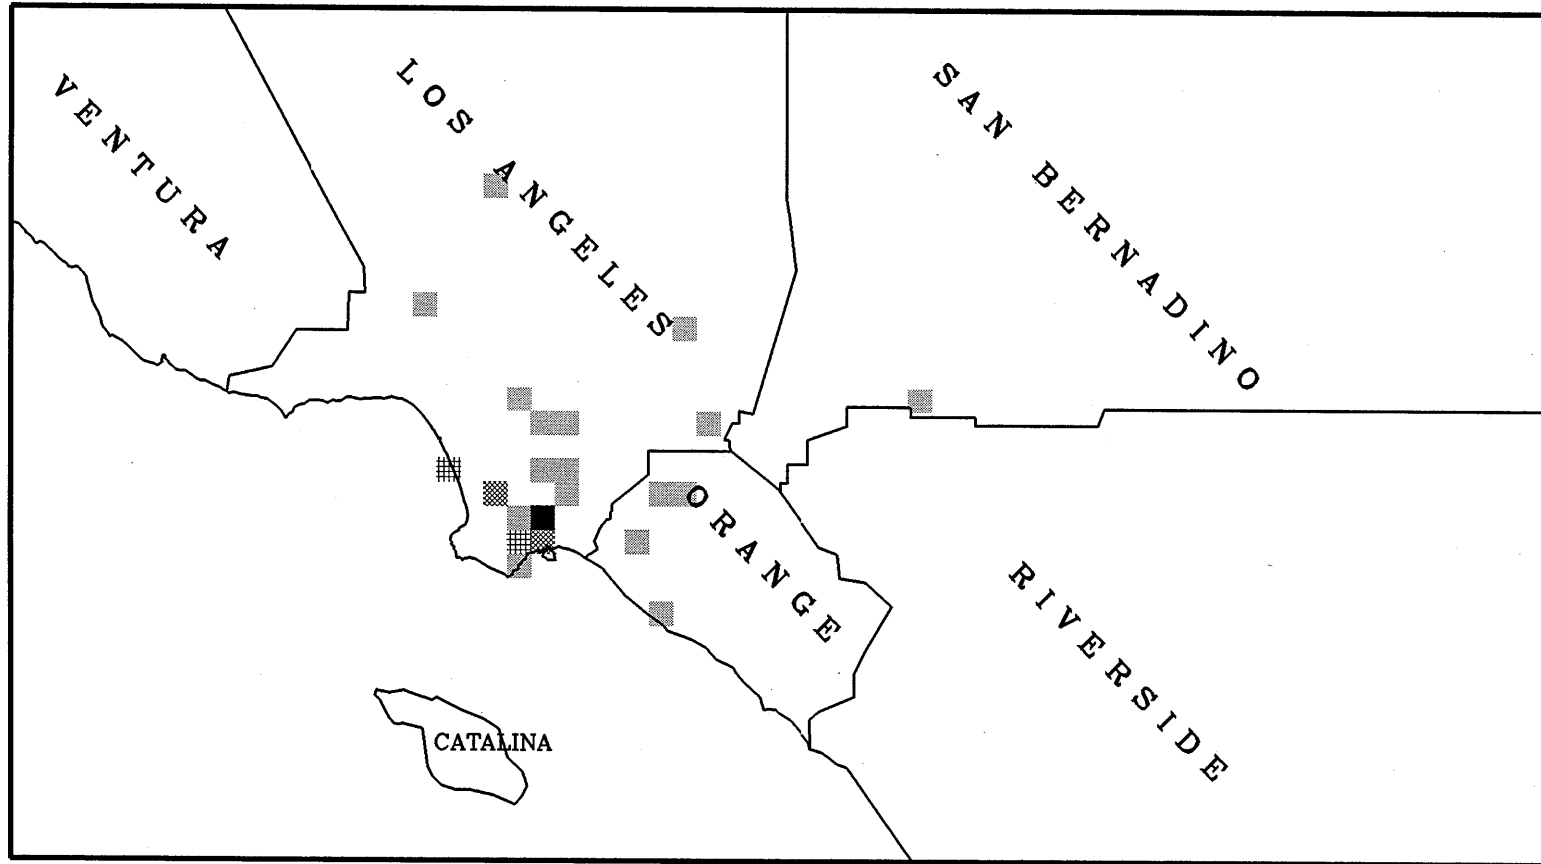 VENTURA
LOS ANGELES
SAN BERNADINO
ORANGE
RIVERSIDE
CATALINA